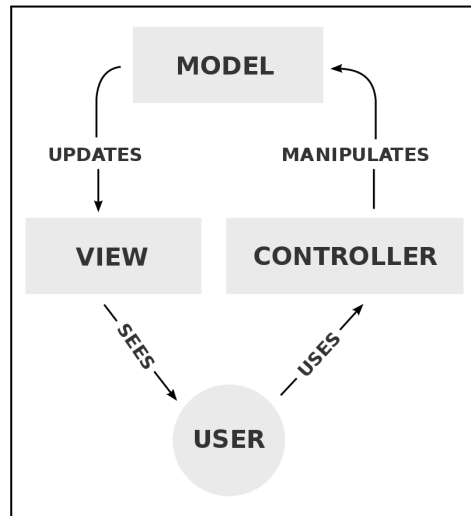 MODEL
UPDATES
MANIPULATES
VIEW
CONTROLLER
SEES
USES
USER